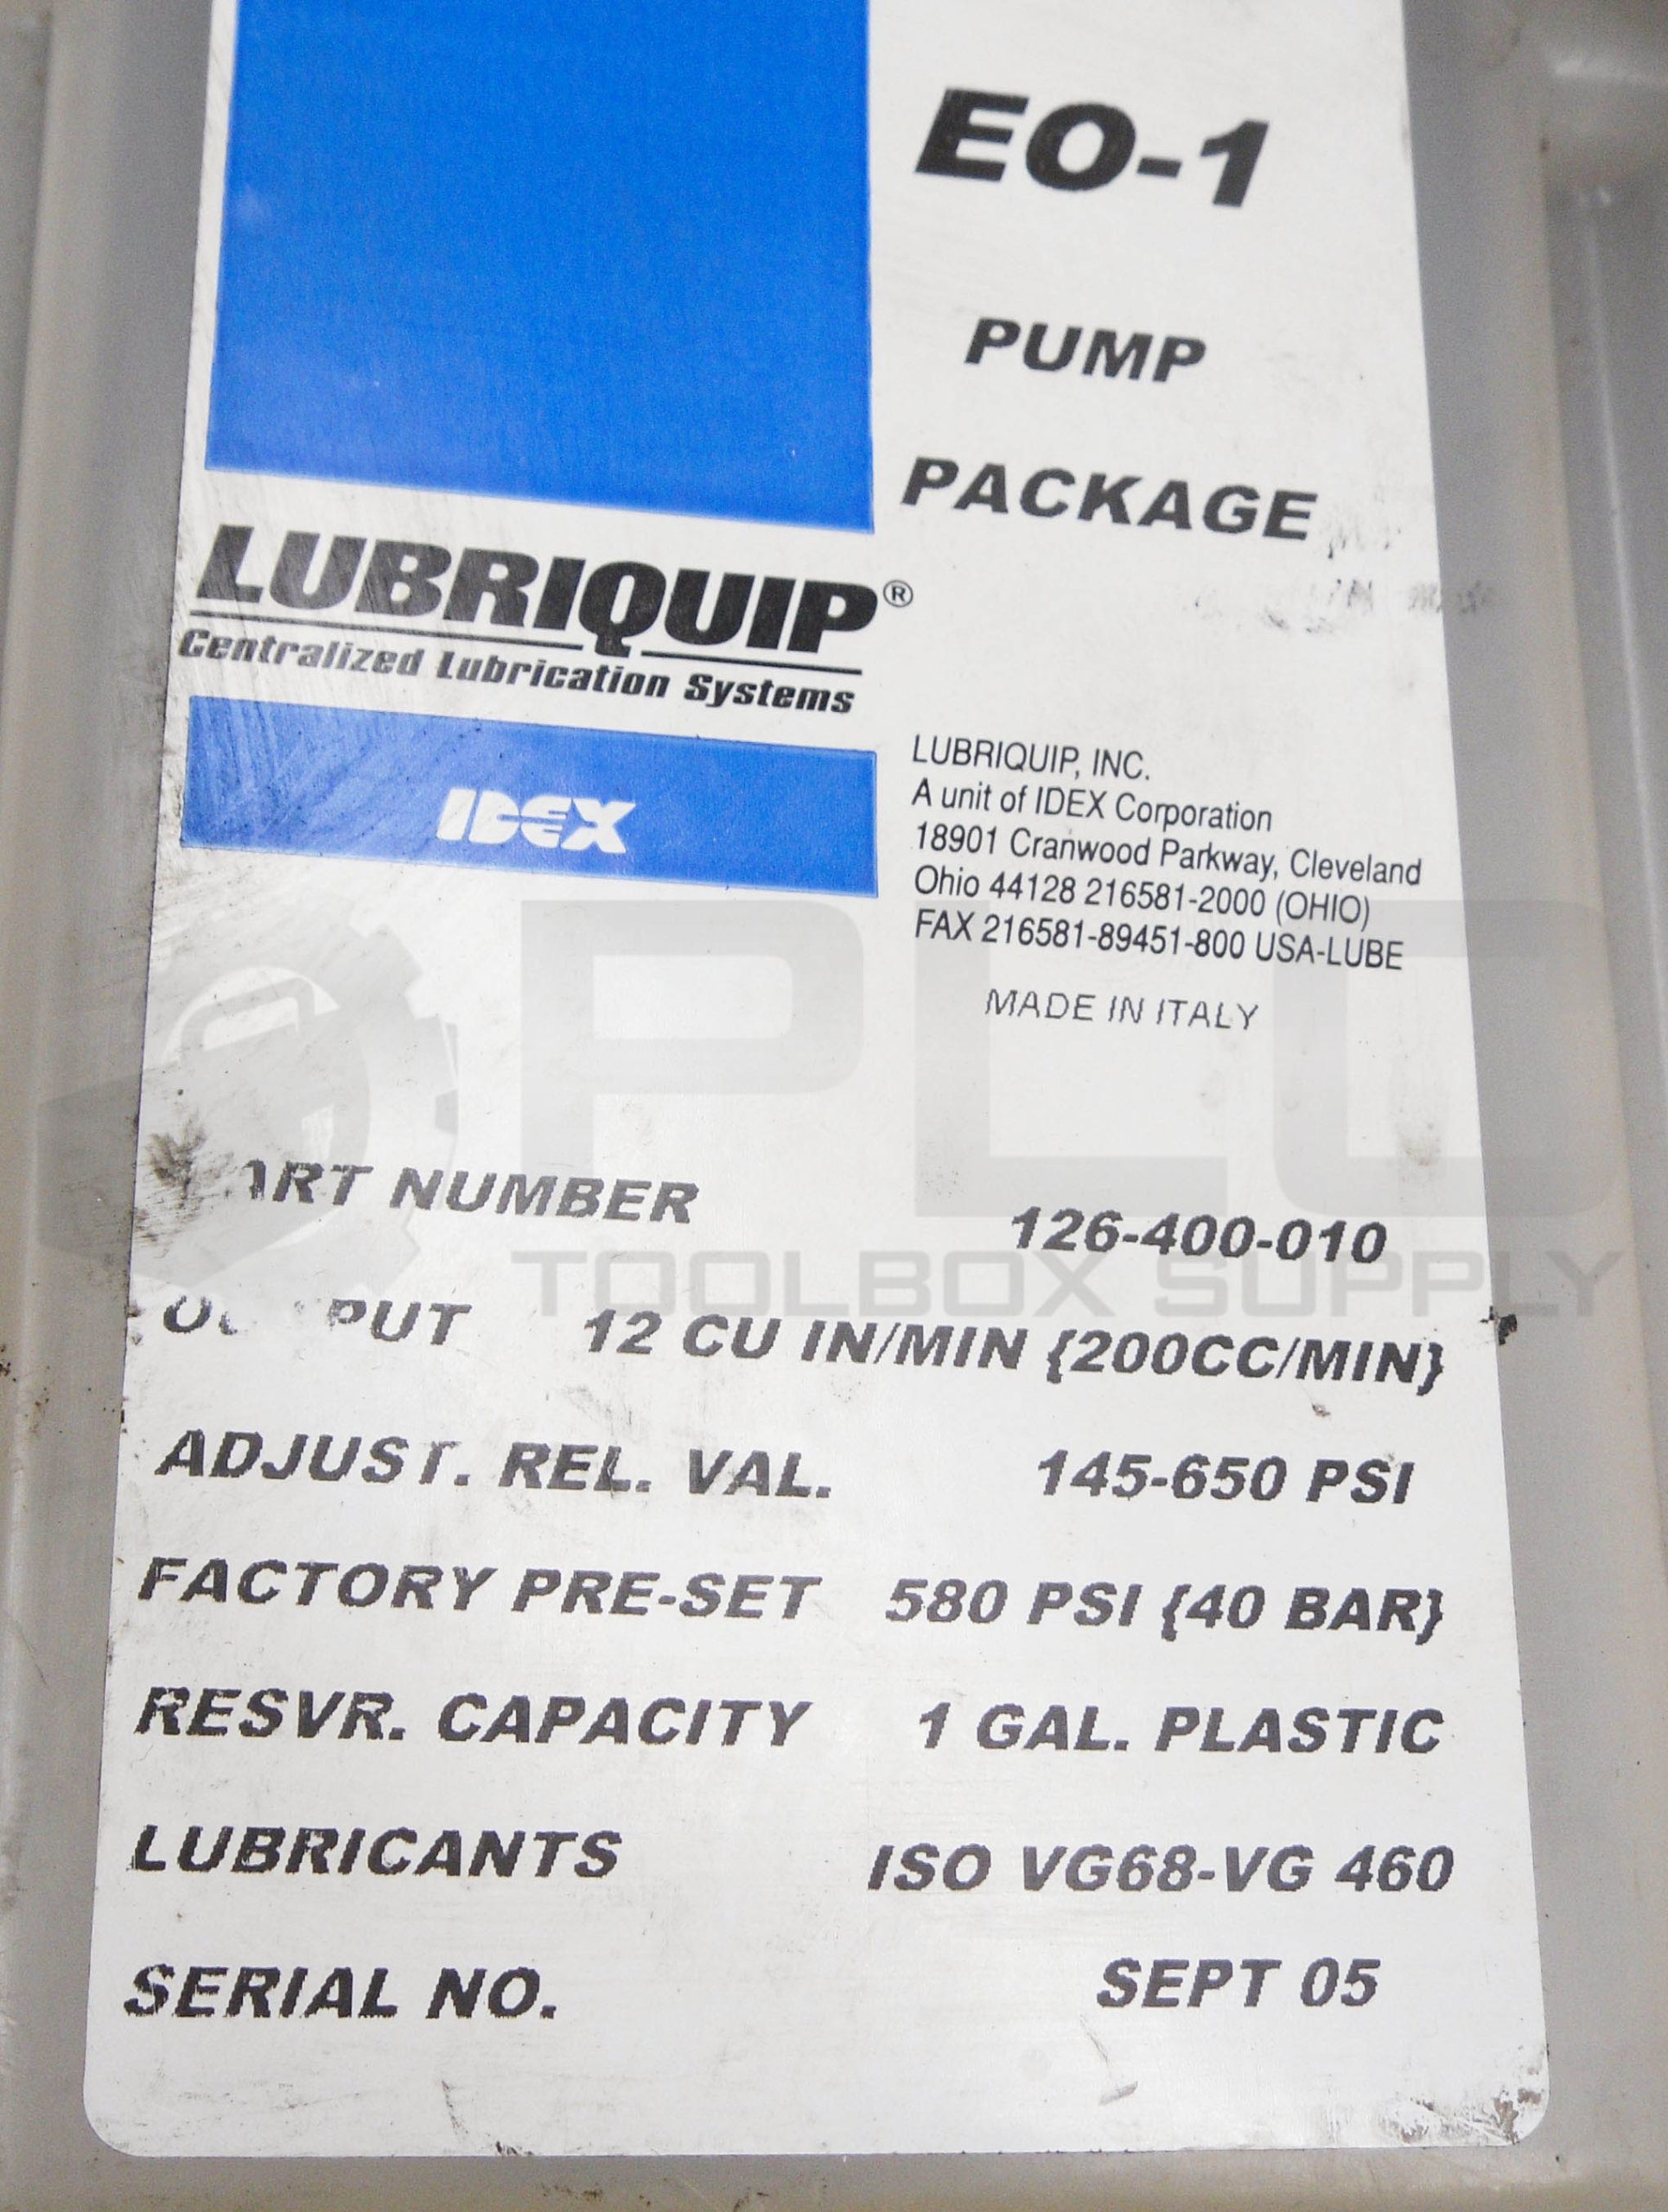 EO-1
PUMP
PACKAGE
LUBRIQUIP®
Centralized Lubrication Systems
IDEX
LUBRIQUIP, INC.
A unit of IDEX Corporation
18901 Cranwood Parkway, Cleveland
Ohio 44128 216581-2000 (OHIO)
FAX 216581-89451-800 USA-LUBE
MADE IN ITALY
PLC
TOOLBOX SUPPLY
PART NUMBER 126-400-010
OUTPUT 12 CU IN/MIN {200CC/MIN}
ADJUST. REL. VAL. 145-650 PSI
FACTORY PRE-SET 580 PSI {40 BAR}
RESVR. CAPACITY 1 GAL. PLASTIC
LUBRICANTS ISO VG68-VG 460
SERIAL NO. SEPT 05